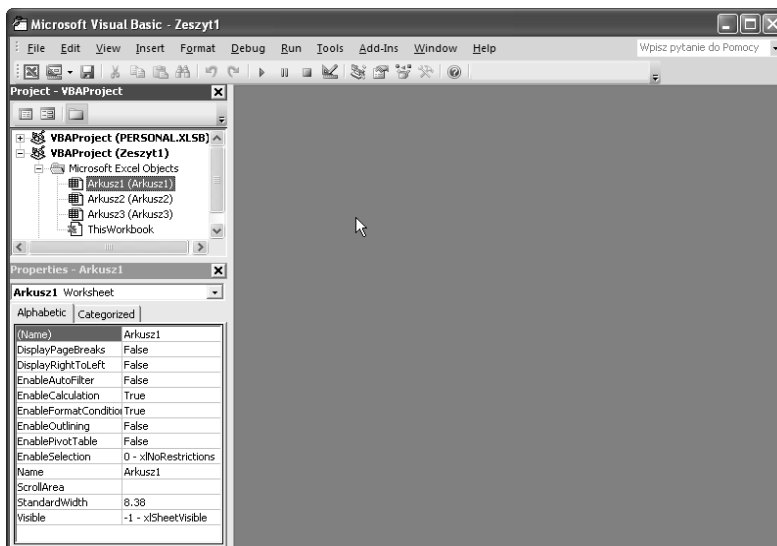 Microsoft Visual Basic - Zeszyt1
File Edit View Insert Format Debug Run Tools Add-Ins Window Help Wpisz pytanie do Pomocy
Project - VBAProject
VBAProject (PERSONAL.XLSB)
VBAProject (Zeszyt1)
Microsoft Excel Objects
Arkusz1 (Arkusz1)
Arkusz2 (Arkusz2)
Arkusz3 (Arkusz3)
ThisWorkbook
Properties - Arkusz1
Arkusz1 Worksheet
Alphabetic Categorized
(Name) Arkusz1
DisplayPageBreaks False
DisplayRightToLeft False
EnableAutoFilter False
EnableCalculation True
EnableFormatConditio True
EnableOutlining False
EnablePivotTable False
EnableSelection 0 - xlNoRestrictions
Name Arkusz1
ScrollArea
StandardWidth 8.38
Visible -1 - xlSheetVisible